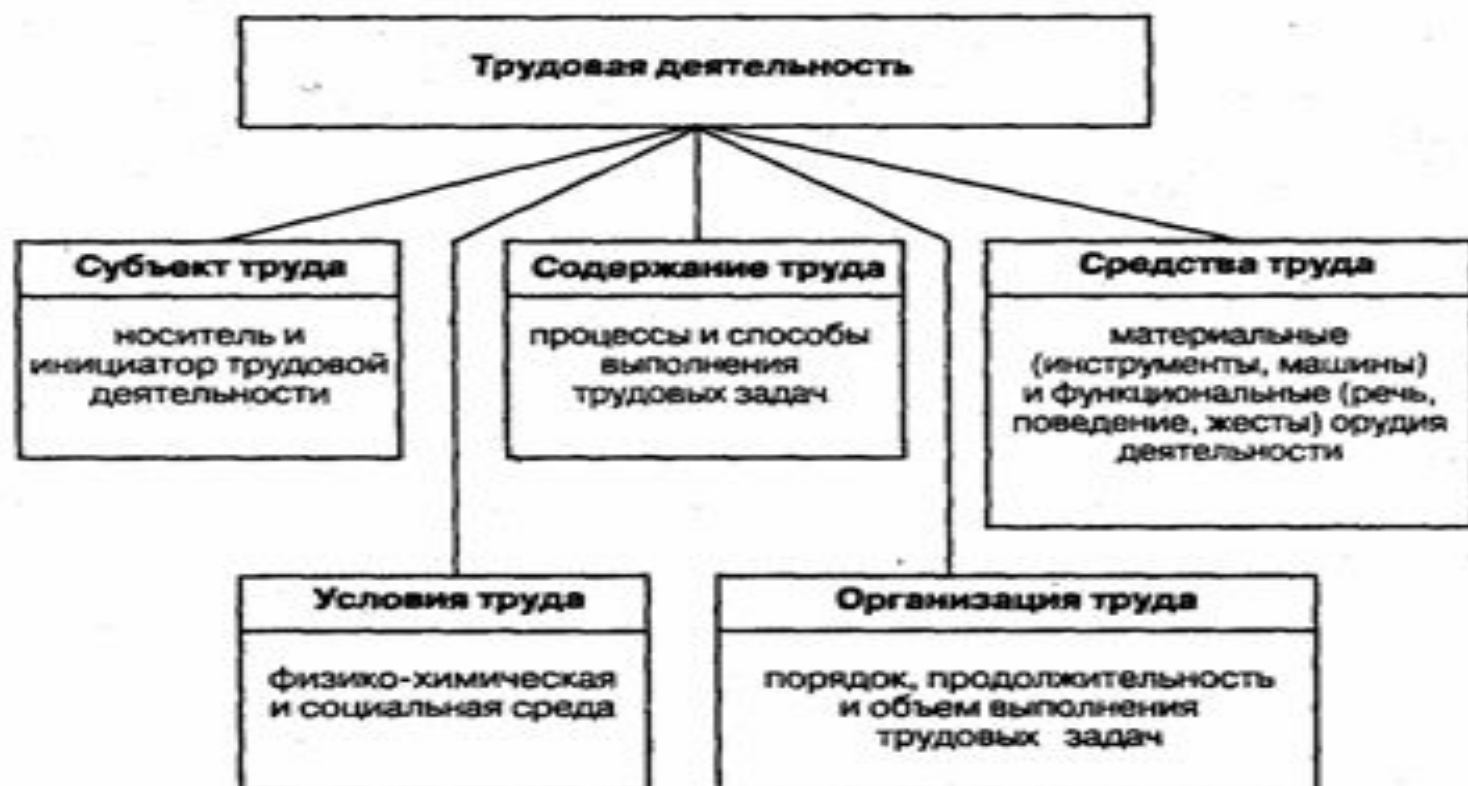 Трудовая деятельность
Субъект труда
носитель и
инициатор трудовой
деятельности
Содержание труда
процессы и способы
выполнения
трудовых задач
Средства труда
материальные
(инструменты, машины)
и функциональные (речь,
поведение, жесты) орудия
деятельности
Условия труда
физико-химическая
и социальная среда
Организация труда
порядок, продолжительность
и объем выполнения
трудовых задач